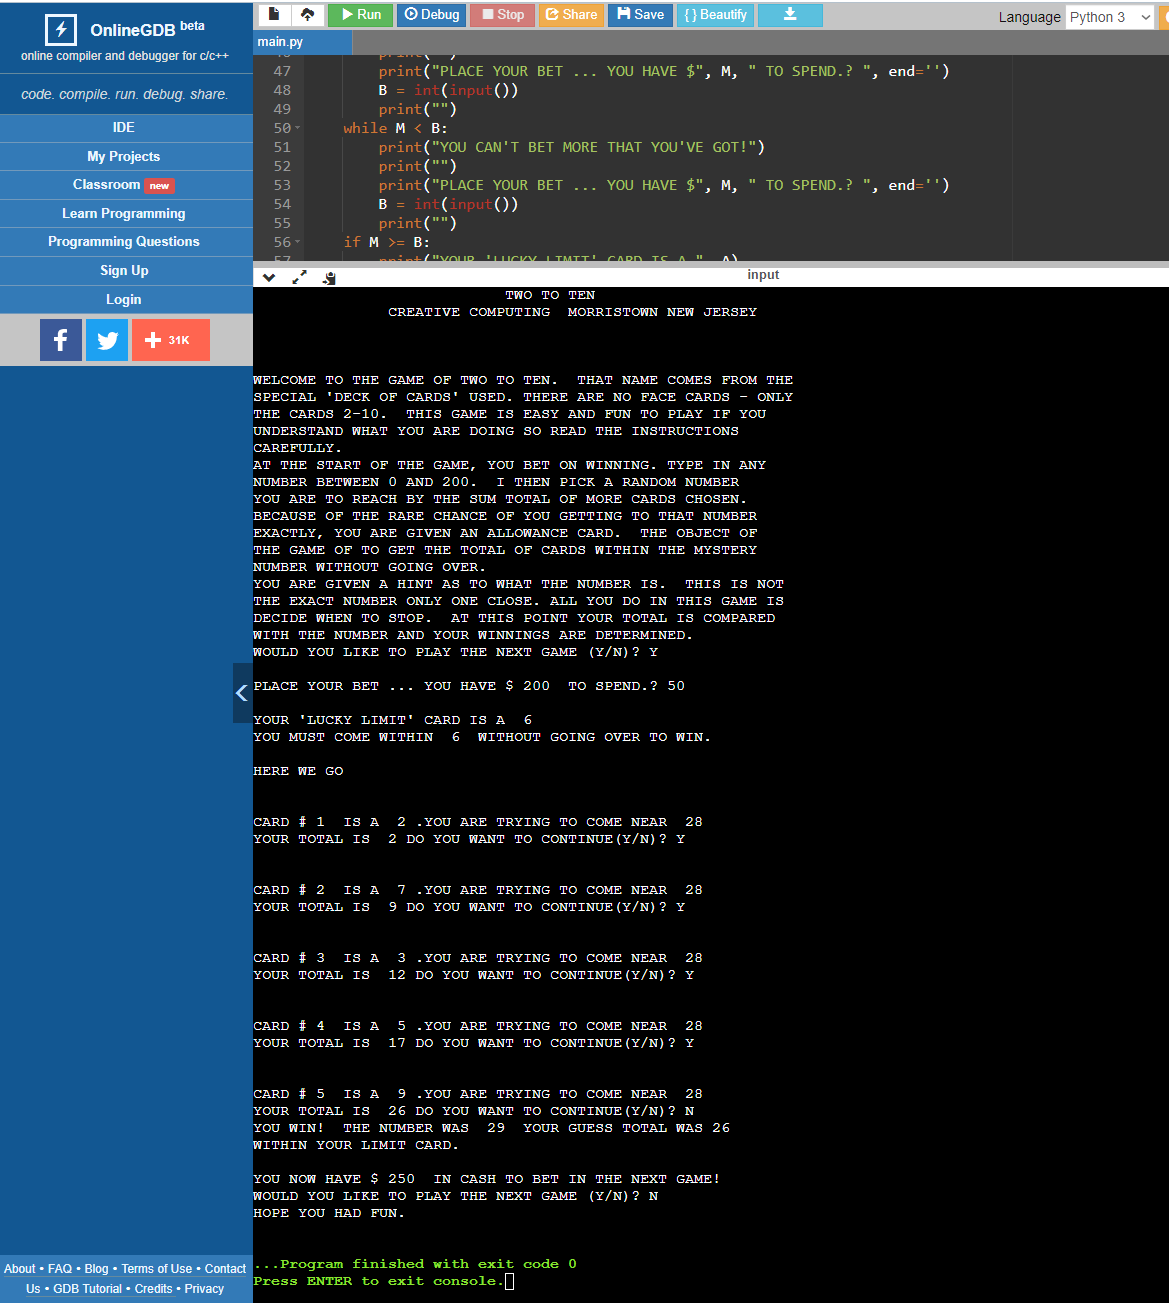 OnlineGDB beta
online compiler and debugger for c/c++
code. compile. run. debug. share.
IDE
My Projects
Classroom new
Learn Programming
Programming Questions
Sign Up
Login
31K
About • FAQ • Blog • Terms of Use • Contact
Us • GDB Tutorial • Credits • Privacy
Run Debug Stop Share Save { } Beautify
Language Python 3
main.py
47 print("PLACE YOUR BET ... YOU HAVE $", M, " TO SPEND.? ", end='')
48 B = int(input())
49 print("")
50 while M < B:
51 print("YOU CAN'T BET MORE THAT YOU'VE GOT!")
52 print("")
53 print("PLACE YOUR BET ... YOU HAVE $", M, " TO SPEND.? ", end='')
54 B = int(input())
55 print("")
56 if M >= B:
57 print("YOUR 'LUCKY LIMIT' CARD IS A ", A)
input
TWO TO TEN
CREATIVE COMPUTING  MORRISTOWN NEW JERSEY
WELCOME TO THE GAME OF TWO TO TEN.  THAT NAME COMES FROM THE
SPECIAL 'DECK OF CARDS' USED. THERE ARE NO FACE CARDS - ONLY
THE CARDS 2-10.  THIS GAME IS EASY AND FUN TO PLAY IF YOU
UNDERSTAND WHAT YOU ARE DOING SO READ THE INSTRUCTIONS
CAREFULLY.
AT THE START OF THE GAME, YOU BET ON WINNING. TYPE IN ANY
NUMBER BETWEEN 0 AND 200.  I THEN PICK A RANDOM NUMBER
YOU ARE TO REACH BY THE SUM TOTAL OF MORE CARDS CHOSEN.
BECAUSE OF THE RARE CHANCE OF YOU GETTING TO THAT NUMBER
EXACTLY, YOU ARE GIVEN AN ALLOWANCE CARD.  THE OBJECT OF
THE GAME OF TO GET THE TOTAL OF CARDS WITHIN THE MYSTERY
NUMBER WITHOUT GOING OVER.
YOU ARE GIVEN A HINT AS TO WHAT THE NUMBER IS.  THIS IS NOT
THE EXACT NUMBER ONLY ONE CLOSE. ALL YOU DO IN THIS GAME IS
DECIDE WHEN TO STOP.  AT THIS POINT YOUR TOTAL IS COMPARED
WITH THE NUMBER AND YOUR WINNINGS ARE DETERMINED.
WOULD YOU LIKE TO PLAY THE NEXT GAME (Y/N)? Y
PLACE YOUR BET ... YOU HAVE $ 200  TO SPEND.? 50
YOUR 'LUCKY LIMIT' CARD IS A  6
YOU MUST COME WITHIN  6  WITHOUT GOING OVER TO WIN.
HERE WE GO
CARD # 1  IS A  2 .YOU ARE TRYING TO COME NEAR  28
YOUR TOTAL IS  2 DO YOU WANT TO CONTINUE(Y/N)? Y
CARD # 2  IS A  7 .YOU ARE TRYING TO COME NEAR  28
YOUR TOTAL IS  9 DO YOU WANT TO CONTINUE(Y/N)? Y
CARD # 3  IS A  3 .YOU ARE TRYING TO COME NEAR  28
YOUR TOTAL IS  12 DO YOU WANT TO CONTINUE(Y/N)? Y
CARD # 4  IS A  5 .YOU ARE TRYING TO COME NEAR  28
YOUR TOTAL IS  17 DO YOU WANT TO CONTINUE(Y/N)? Y
CARD # 5  IS A  9 .YOU ARE TRYING TO COME NEAR  28
YOUR TOTAL IS  26 DO YOU WANT TO CONTINUE(Y/N)? N
YOU WIN!  THE NUMBER WAS  29  YOUR GUESS TOTAL WAS 26
WITHIN YOUR LIMIT CARD.
YOU NOW HAVE $ 250  IN CASH TO BET IN THE NEXT GAME!
WOULD YOU LIKE TO PLAY THE NEXT GAME (Y/N)? N
HOPE YOU HAD FUN.
...Program finished with exit code 0
Press ENTER to exit console.